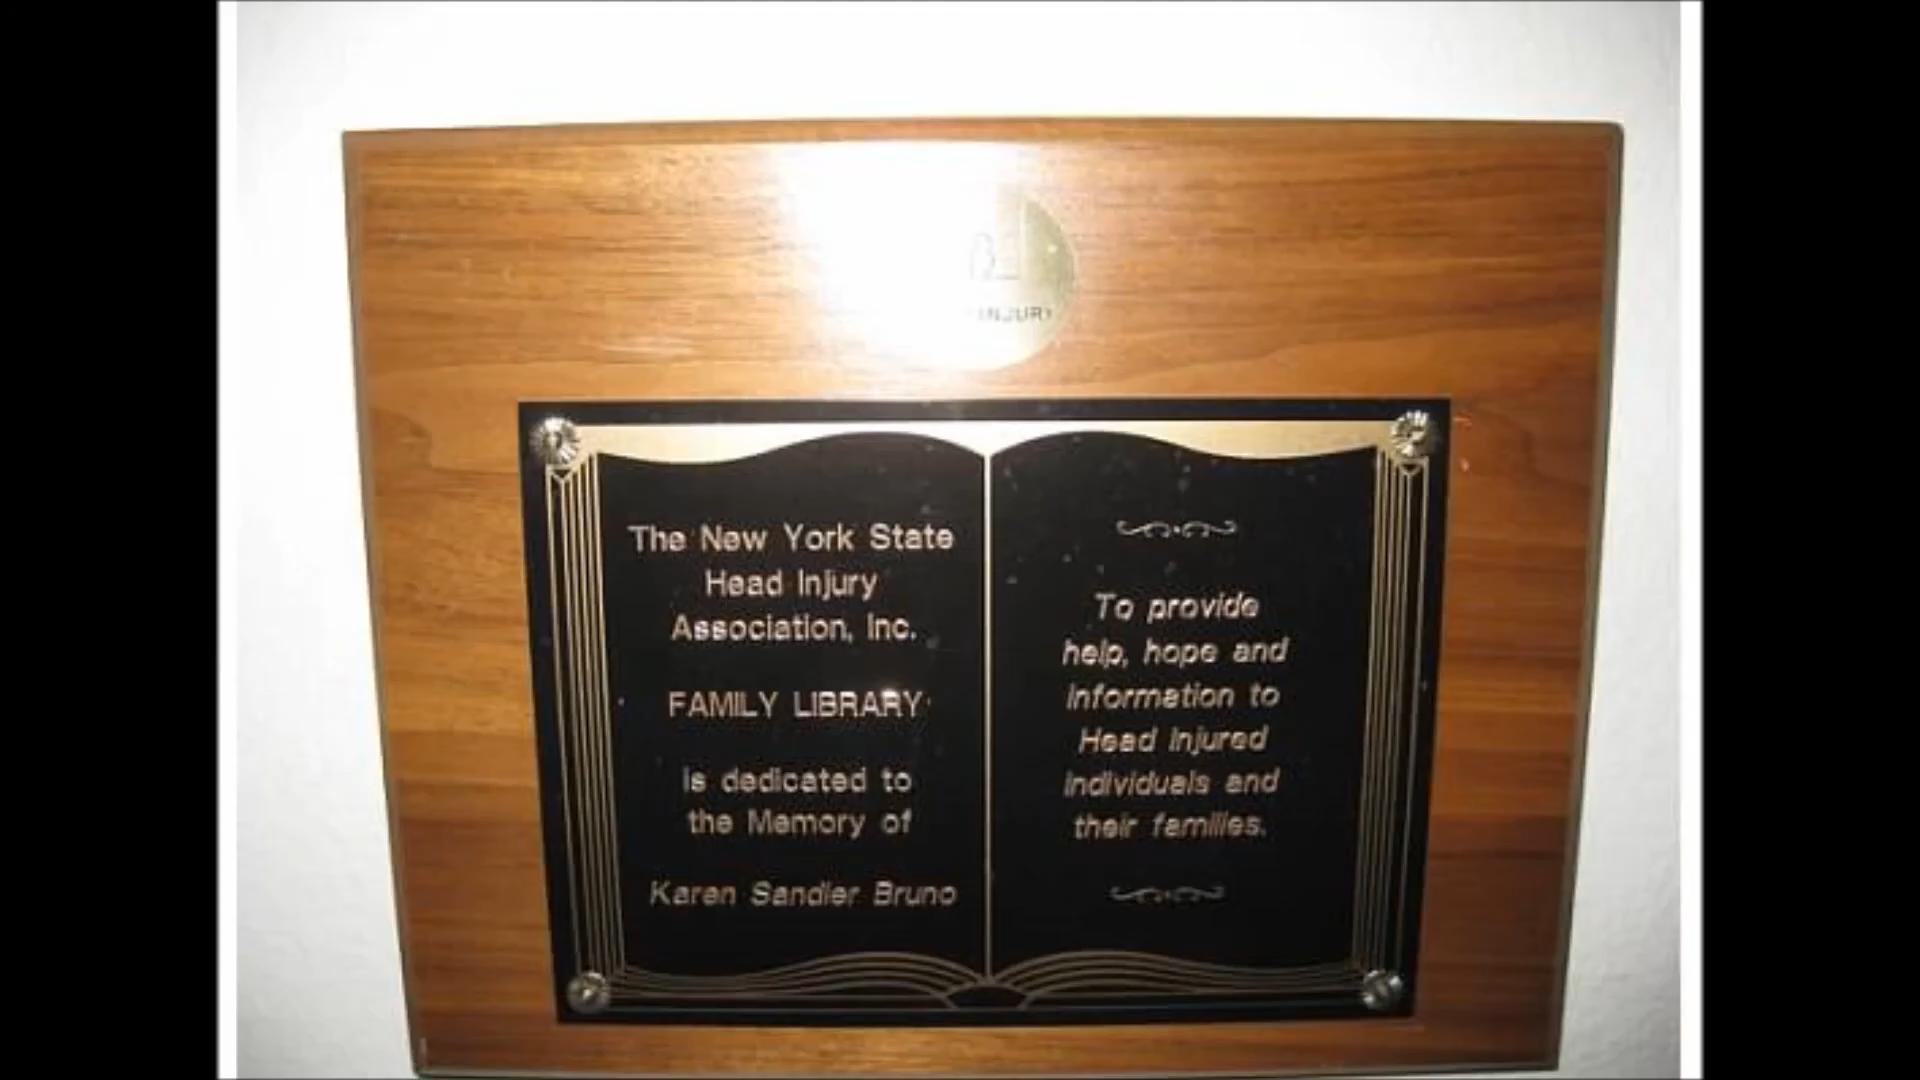 INJURY
The New York State
Head Injury
Association, Inc.
FAMILY LIBRARY
is dedicated to
the Memory of
Karen Sandler Bruno
To provide
help, hope and
information to
Head Injured
individuals and
their families.